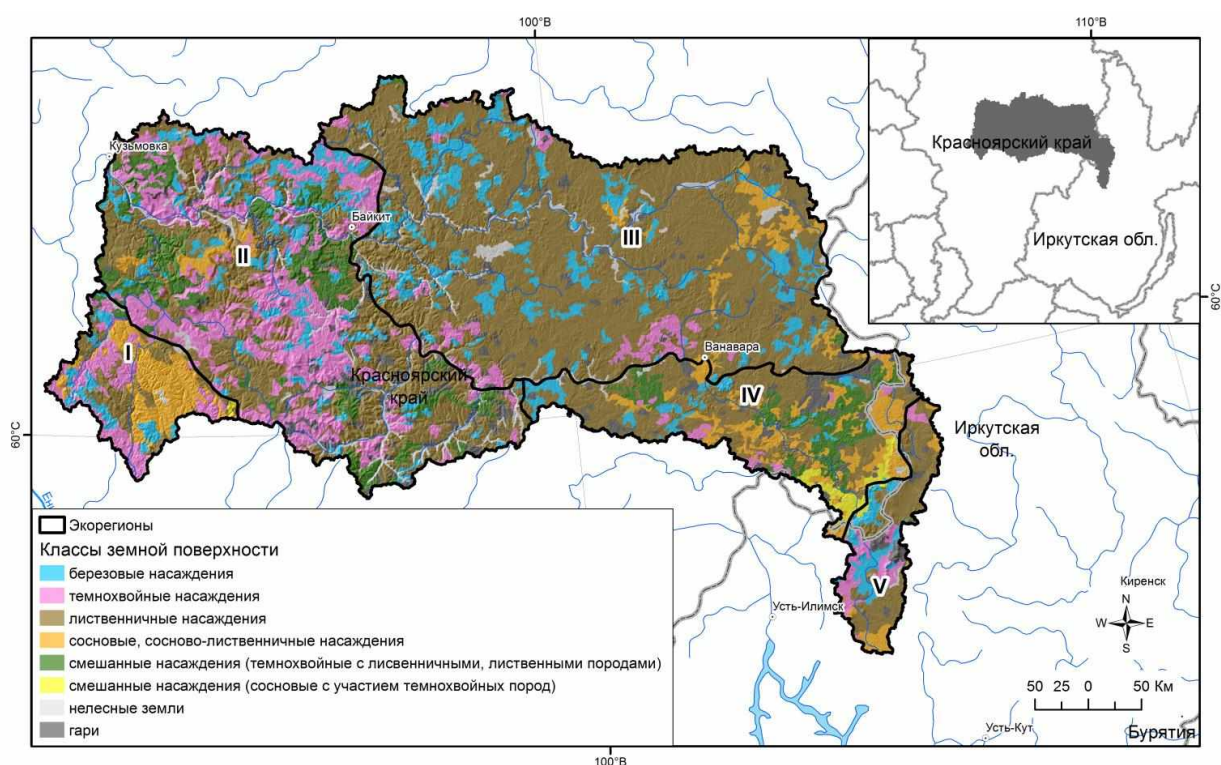 100°В
110°В
Кузьмовка
Байкит
II
III
Красноярский край
Иркутская обл.
60°С
I
Ванавара
Красноярский
край
IV
60°С
Иркутская
обл.
Ени
V
Экорегионы
Классы земной поверхности
березовые насаждения
темнохвойные насаждения
лиственничные насаждения
сосновые, сосново-лиственничные насаждения
смешанные насаждения (темнохвойные с лисвенничными, лиственными породами)
смешанные насаждения (сосновые с участием темнохвойных пород)
нелесные земли
гари
Усть-Илимск
Киренск
N
W E
S
50 25 0 50 Км
Усть-Кут
Бурятия
100°В